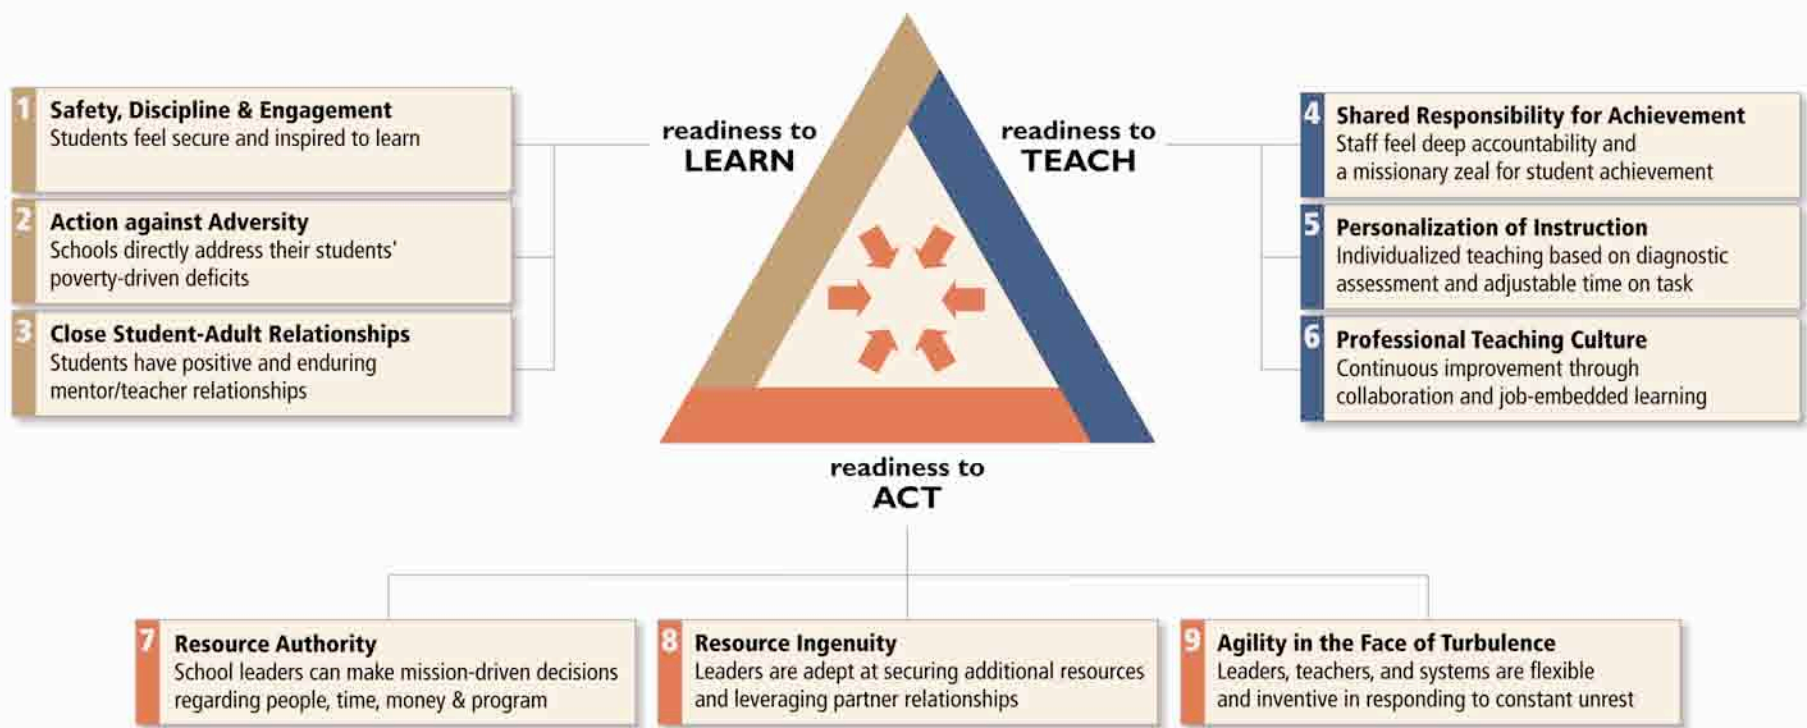 1
Safety, Discipline & Engagement
Students feel secure and inspired to learn
2
Action against Adversity
Schools directly address their students'
poverty-driven deficits
3
Close Student-Adult Relationships
Students have positive and enduring
mentor/teacher relationships
readiness to
LEARN
readiness to
TEACH
4
Shared Responsibility for Achievement
Staff feel deep accountability and
a missionary zeal for student achievement
5
Personalization of Instruction
Individualized teaching based on diagnostic
assessment and adjustable time on task
6
Professional Teaching Culture
Continuous improvement through
collaboration and job-embedded learning
readiness to
ACT
7
Resource Authority
School leaders can make mission-driven decisions
regarding people, time, money & program
8
Resource Ingenuity
Leaders are adept at securing additional resources
and leveraging partner relationships
9
Agility in the Face of Turbulence
Leaders, teachers, and systems are flexible
and inventive in responding to constant unrest